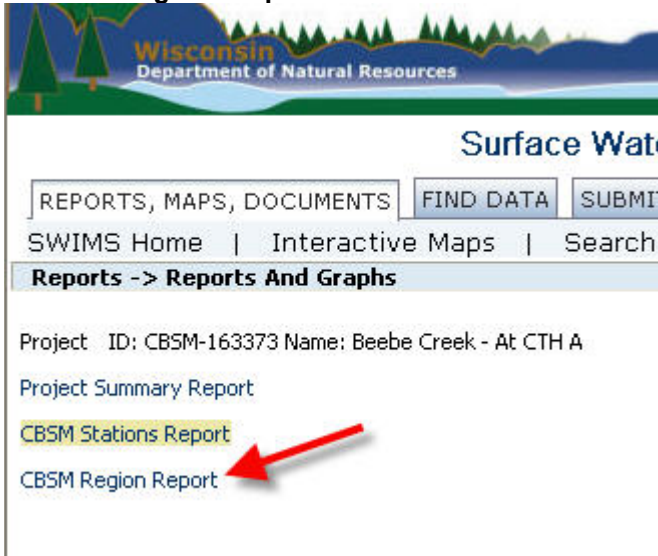 Wisconsin
Department of Natural Resources
Surface Wat
REPORTS, MAPS, DOCUMENTS FIND DATA SUBMIT
SWIMS Home | Interactive Maps | Search
Reports -> Reports And Graphs
Project ID: CBSM-163373 Name: Beebe Creek - At CTH A
Project Summary Report
CBSM Stations Report
CBSM Region Report